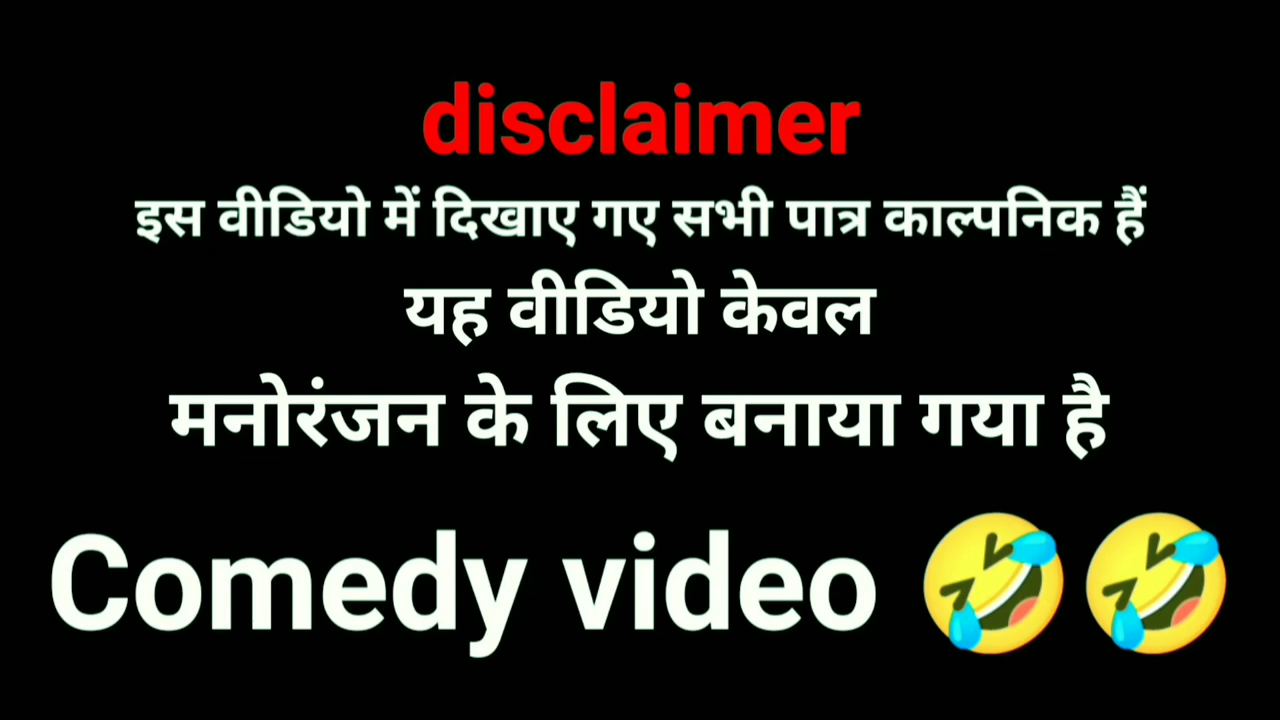 disclaimer
इस वीडियो में दिखाए गए सभी पात्र काल्पनिक हैं
यह वीडियो केवल
मनोरंजन के लिए बनाया गया है
Comedy video 🤣🤣